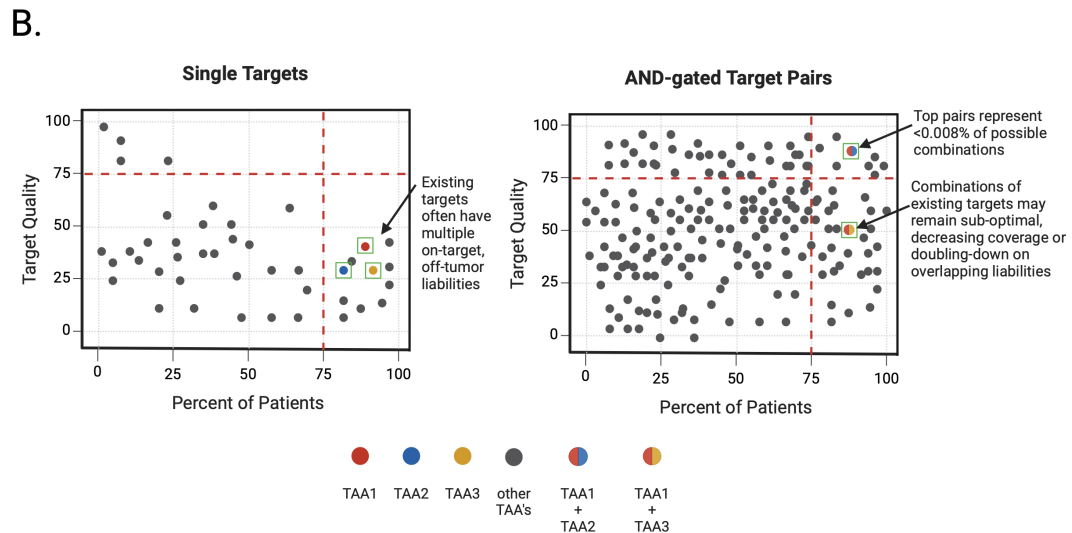 B.
Single Targets
100
75
50
25
0
Target Quality
0 25 50 75 100
Percent of Patients
Existing
targets
often have
multiple
on-target,
off-tumor
liabilities
AND-gated Target Pairs
100
75
50
25
0
Target Quality
0 25 50 75 100
Percent of Patients
Top pairs represent
<0.008% of possible
combinations
Combinations of
existing targets may
remain sub-optimal,
decreasing coverage or
doubling-down on
overlapping liabilities
TAA1
TAA2
TAA3
other
TAA's
TAA1
+
TAA2
TAA1
+
TAA3